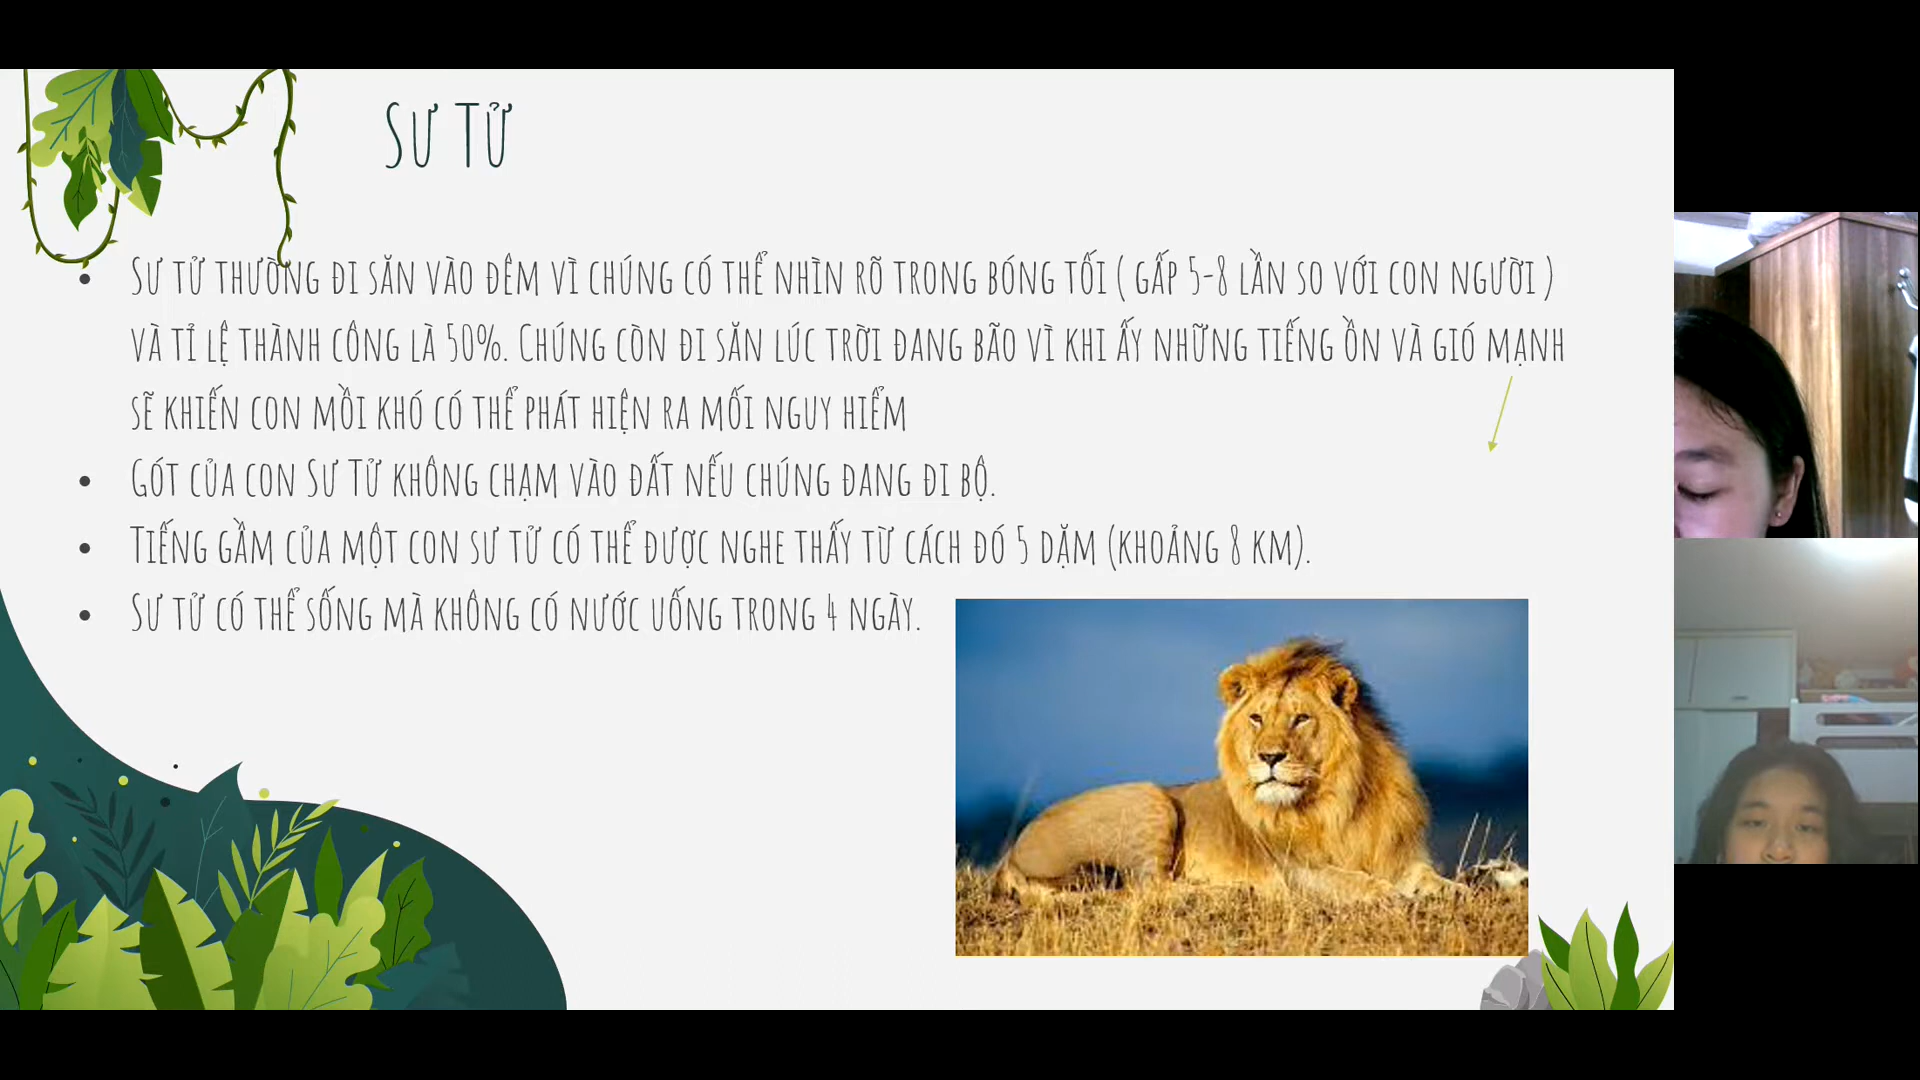 Sư Tử
Sư tử thường đi săn vào đêm vì chúng có thể nhìn rõ trong bóng tối ( gấp 5-8 lần so với con người )
và tỉ lệ thành công là 50%. Chúng còn đi săn lúc trời đang bão vì khi ấy những tiếng ồn và gió mạnh
sẽ khiến con mồi khó có thể phát hiện ra mối nguy hiểm
Gót của con Sư Tử không chạm vào đất nếu chúng đang đi bộ.
Tiếng gầm của một con sư tử có thể được nghe thấy từ cách đó 5 dặm (khoảng 8 km).
Sư tử có thể sống mà không có nước uống trong 4 ngày.